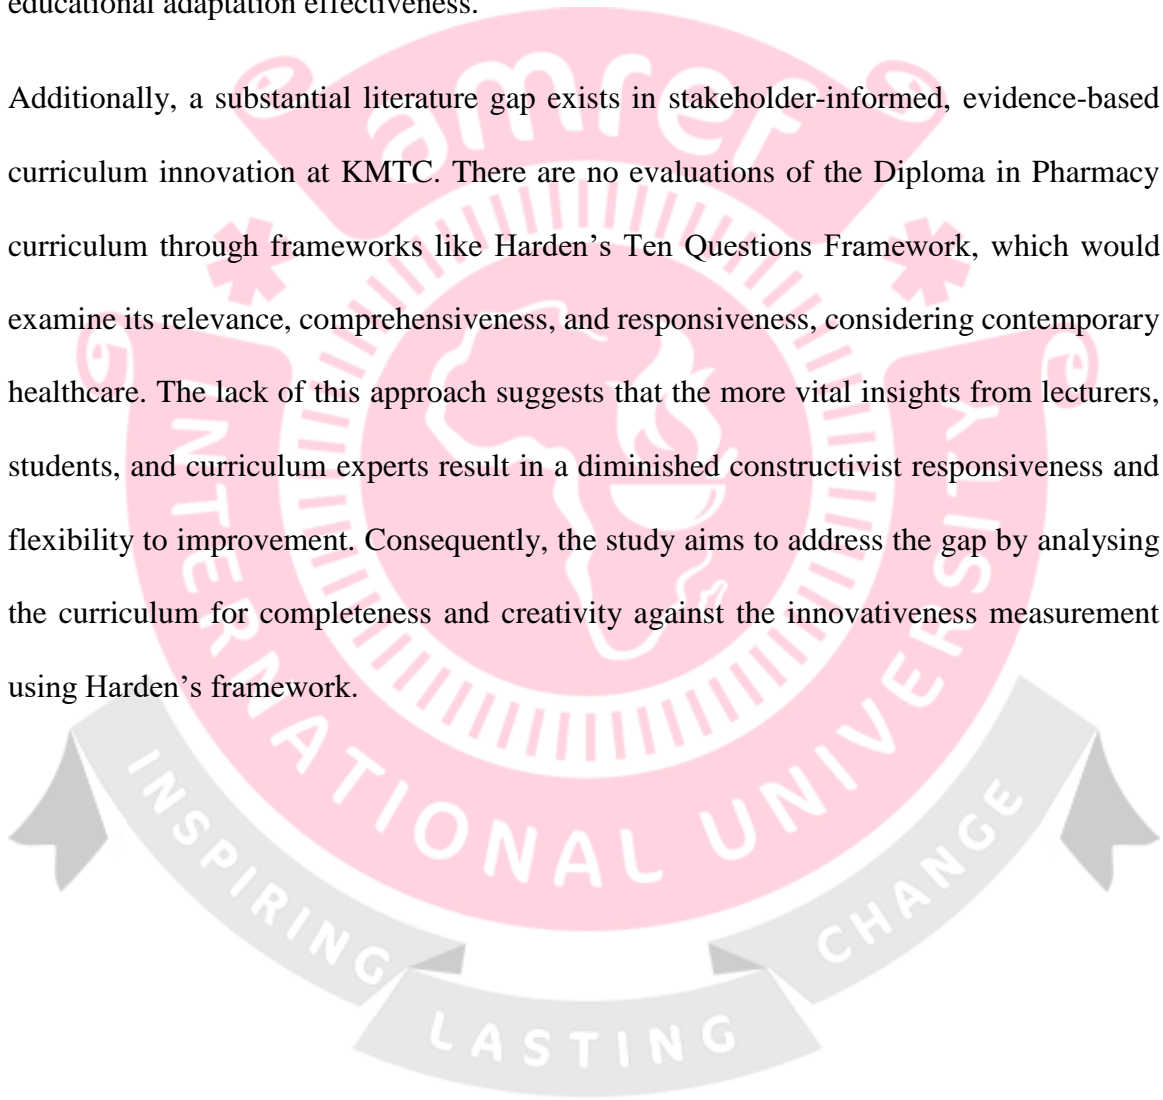 educational adaptation effectiveness.
Additionally, a substantial literature gap exists in stakeholder-informed, evidence-based
curriculum innovation at KMTC. There are no evaluations of the Diploma in Pharmacy
curriculum through frameworks like Harden’s Ten Questions Framework, which would
examine its relevance, comprehensiveness, and responsiveness, considering contemporary
healthcare. The lack of this approach suggests that the more vital insights from lecturers,
students, and curriculum experts result in a diminished constructivist responsiveness and
flexibility to improvement. Consequently, the study aims to address the gap by analysing
the curriculum for completeness and creativity against the innovativeness measurement
using Harden’s framework.
amref
INTERNATIONAL UNIVERSITY
INSPIRING LASTING CHANGE